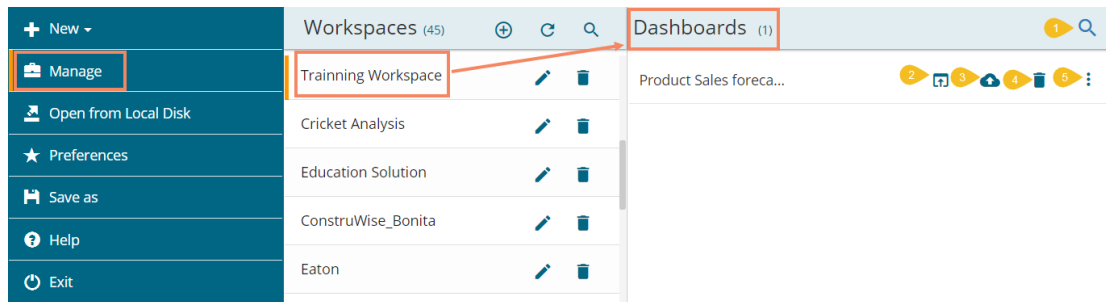 New
Manage
Open from Local Disk
Preferences
Save as
Help
Exit
Workspaces (45)
Trainning Workspace
Cricket Analysis
Education Solution
ConstruWise_Bonita
Eaton
Dashboards (1)
1
Product Sales foreca...
2 3 4 5